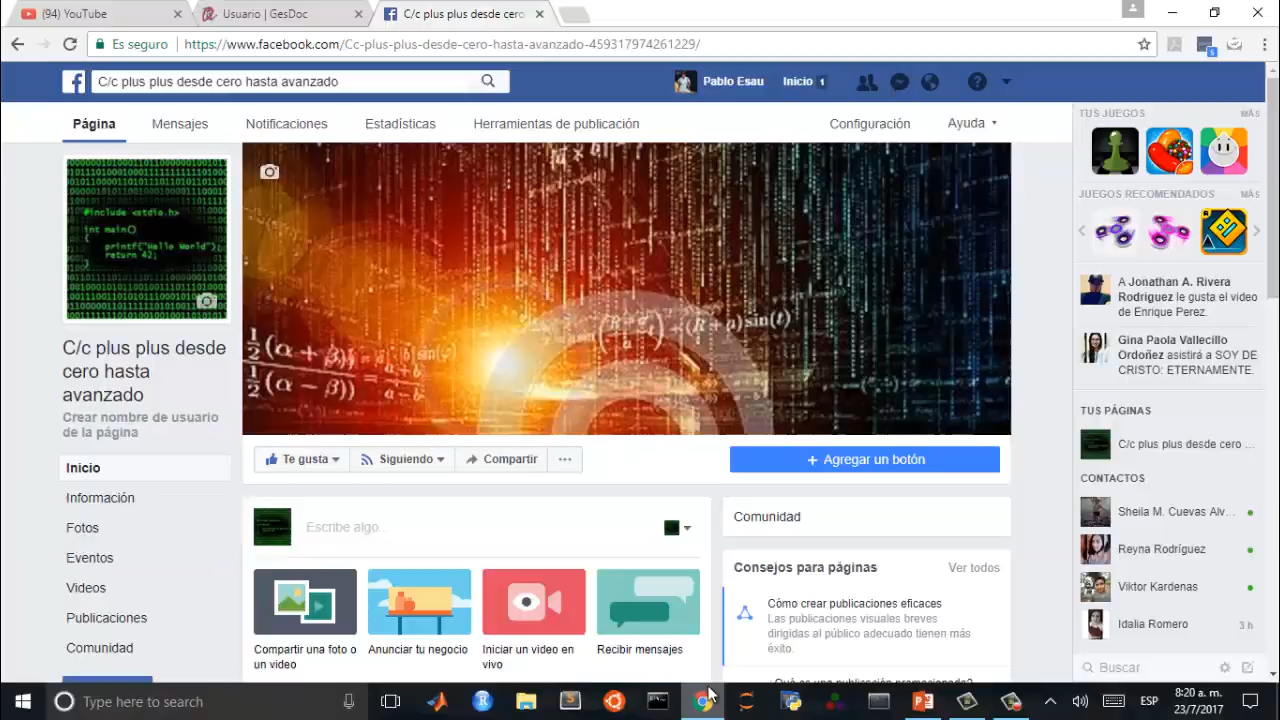 (94) YouTube
Usuario | GesDoc
C/c plus plus desde cero
Es seguro
https://www.facebook.com/Cc-plus-plus-desde-cero-hasta-avanzado-459317974261229/
C/c plus plus desde cero hasta avanzado
Pablo Esau
Inicio 1
Página
Mensajes
Notificaciones
Estadísticas
Herramientas de publicación
Configuración
Ayuda
#include <stdio.h>
int main()
{
printf("Hello World");
return 42;
}
C/c plus plus desde
cero hasta
avanzado
Crear nombre de usuario
de la página
Inicio
Información
Fotos
Eventos
Videos
Publicaciones
Comunidad
Te gusta
Siguiendo
Compartir
Agregar un botón
Escribe algo...
Compartir una foto o
un video
Anunciar tu negocio
Iniciar un video en
vivo
Recibir mensajes
Comunidad
Consejos para páginas
Ver todos
Cómo crear publicaciones eficaces
Las publicaciones visuales breves
dirigidas al público adecuado tienen más
éxito.
¿Qué es una publicación promocionada?
TUS JUEGOS
MÁS
JUEGOS RECOMENDADOS
MÁS
A Jonathan A. Rivera
Rodriguez le gusta el video
de Enrique Perez.
Gina Paola Vallecillo
Ordoñez asistirá a SOY DE
CRISTO: ETERNAMENTE.
TUS PÁGINAS
C/c plus plus desde cero ...
CONTACTOS
Sheila M. Cuevas Alv...
Reyna Rodríguez
Viktor Kardenas
Idalia Romero
3 h
Buscar
Type here to search
ESP
8:20 a. m.
23/7/2017